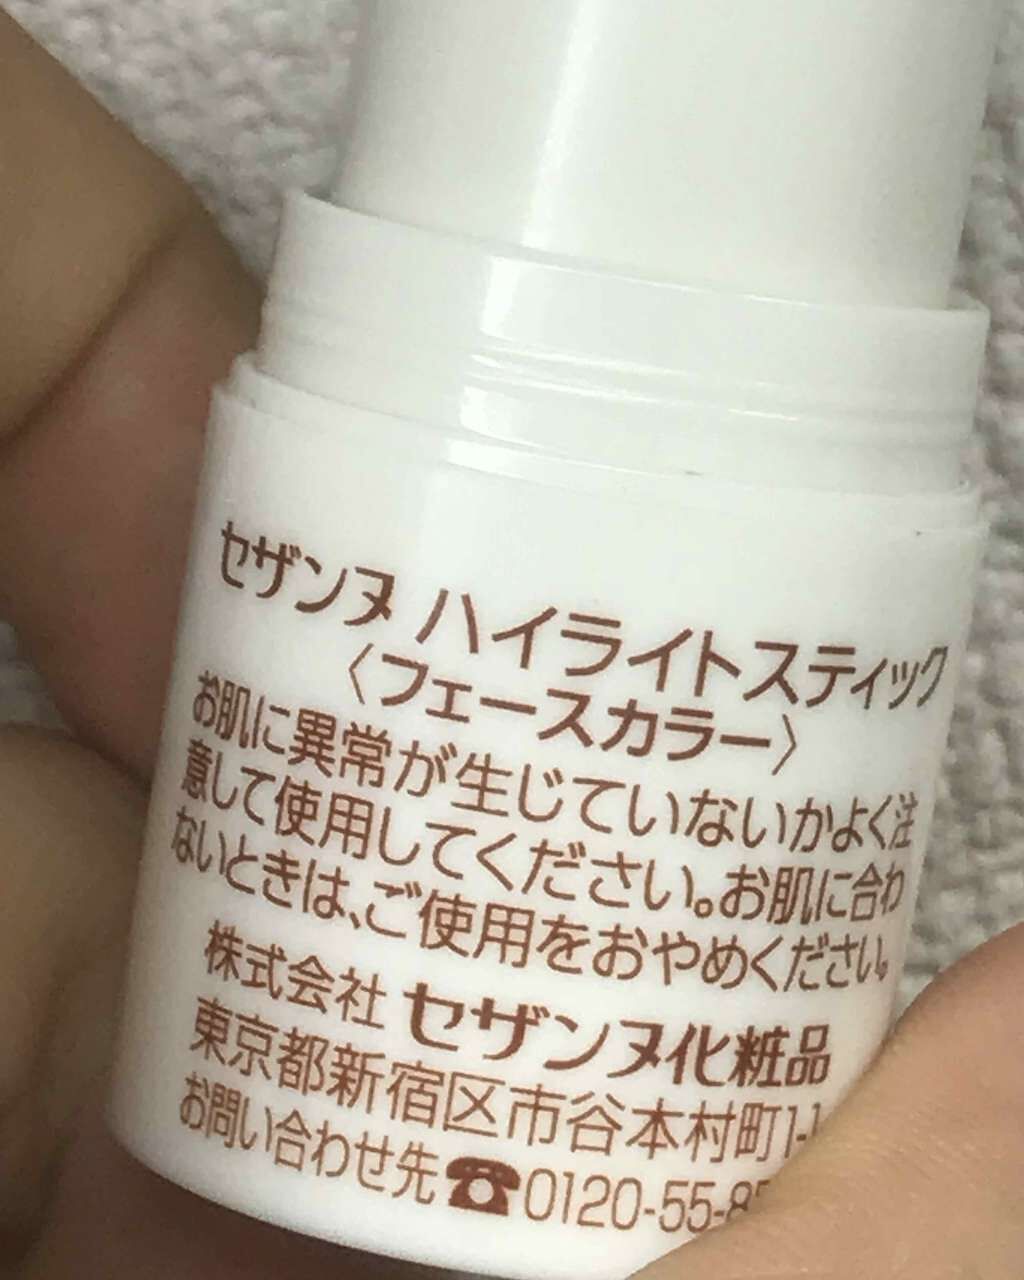 セザンヌ ハイライトスティック
〈フェースカラー〉
お肌に異常が生じていないかよく注
意して使用してください。お肌に合わ
ないときは、ご使用をおやめください。
株式会社 セザンヌ化粧品
東京都新宿区市谷本村町1-1
お問い合わせ先☎0120-55-8